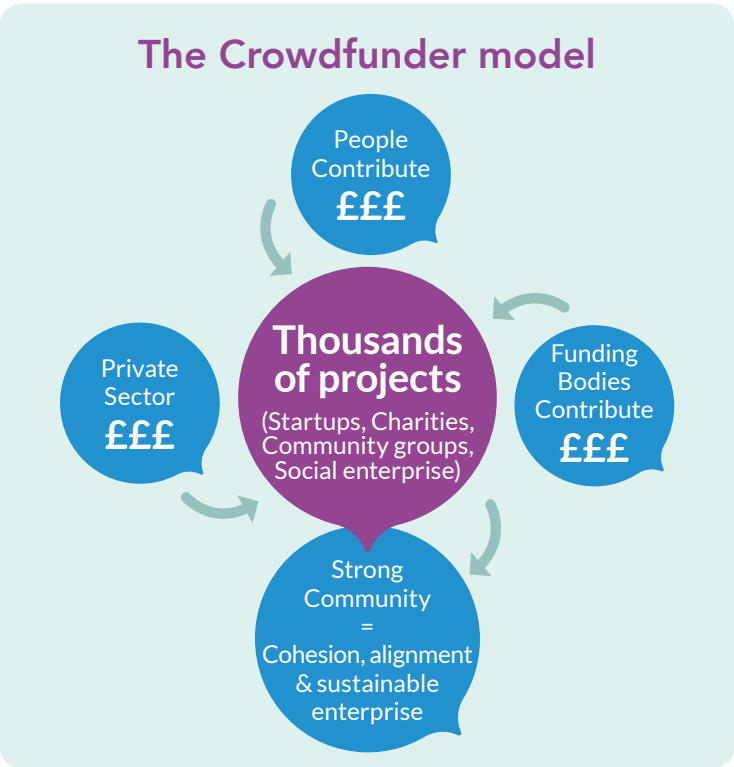 The Crowdfunder model
People
Contribute
£££
Thousands
of projects
(Startups, Charities,
Community groups,
Social enterprise)
Private
Sector
£££
Funding
Bodies
Contribute
£££
Strong
Community
=
Cohesion, alignment
& sustainable
enterprise